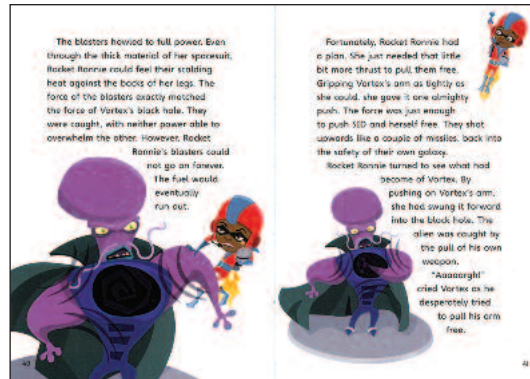 The blasters howled to full power. Even
through the thick material of her spacesuit,
Rocket Ronnie could feel their scalding
heat against the backs of her legs. The
force of the blasters exactly matched
the force of Vortex's black hole. They
were caught, with neither power able to
overwhelm the other. However, Rocket
Ronnie's blasters could
not go on forever.
The fuel would
eventually
run out.
40
Fortunately, Rocket Ronnie had
a plan. She just needed that little
bit more thrust to pull them free.
Gripping Vortex's arm as tightly as
she could, she gave it one almighty
push. The force was just enough
to push SID and herself free. They shot
upwards like a couple of missiles, back into
the safety of their own galaxy.
Rocket Ronnie turned to see what had
become of Vortex. By
pushing on Vortex's arm,
she had swung it forward
into the black hole. The
alien was caught by
the pull of his own
weapon.
"Aaaaargh!"
cried Vortex as he
desperately tried
to pull his arm
free.
41